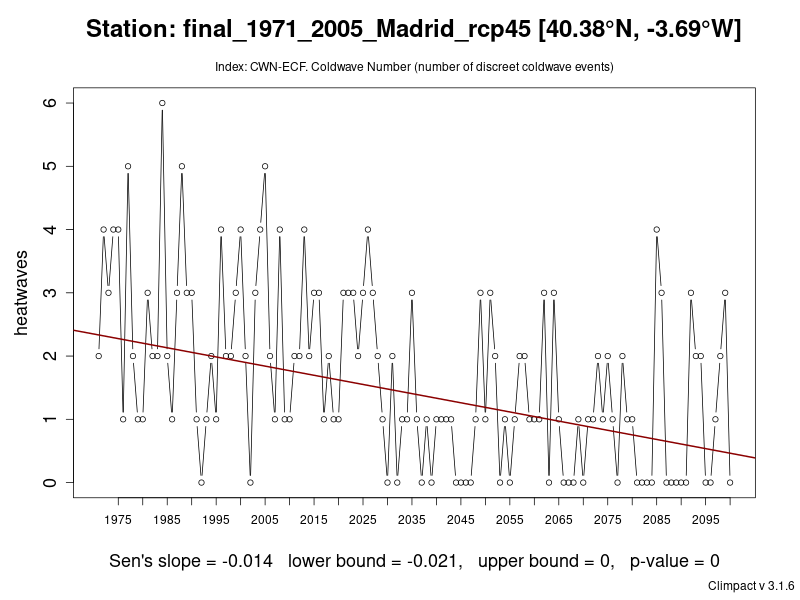 Station: final_1971_2005_Madrid_rcp45 [40.38°N, -3.69°W]
Index: CWN-ECF. Coldwave Number (number of discreet coldwave events)
6
5
4
3
2
1
0
heatwaves
1975 1985 1995 2005 2015 2025 2035 2045 2055 2065 2075 2085 2095
Sen's slope = -0.014 lower bound = -0.021, upper bound = 0, p-value = 0
Climpact v 3.1.6